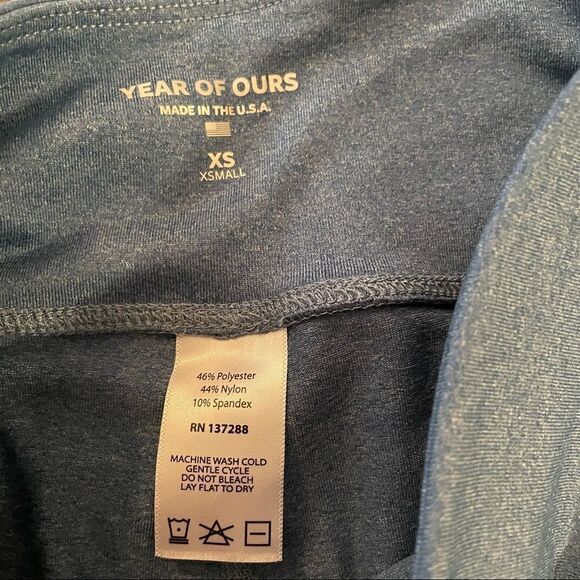 YEAR OF OURS
MADE IN THE U.S.A.
XS
XSMALL
46% Polyester
44% Nylon
10% Spandex
RN 137288
MACHINE WASH COLD
GENTLE CYCLE
DO NOT BLEACH
LAY FLAT TO DRY